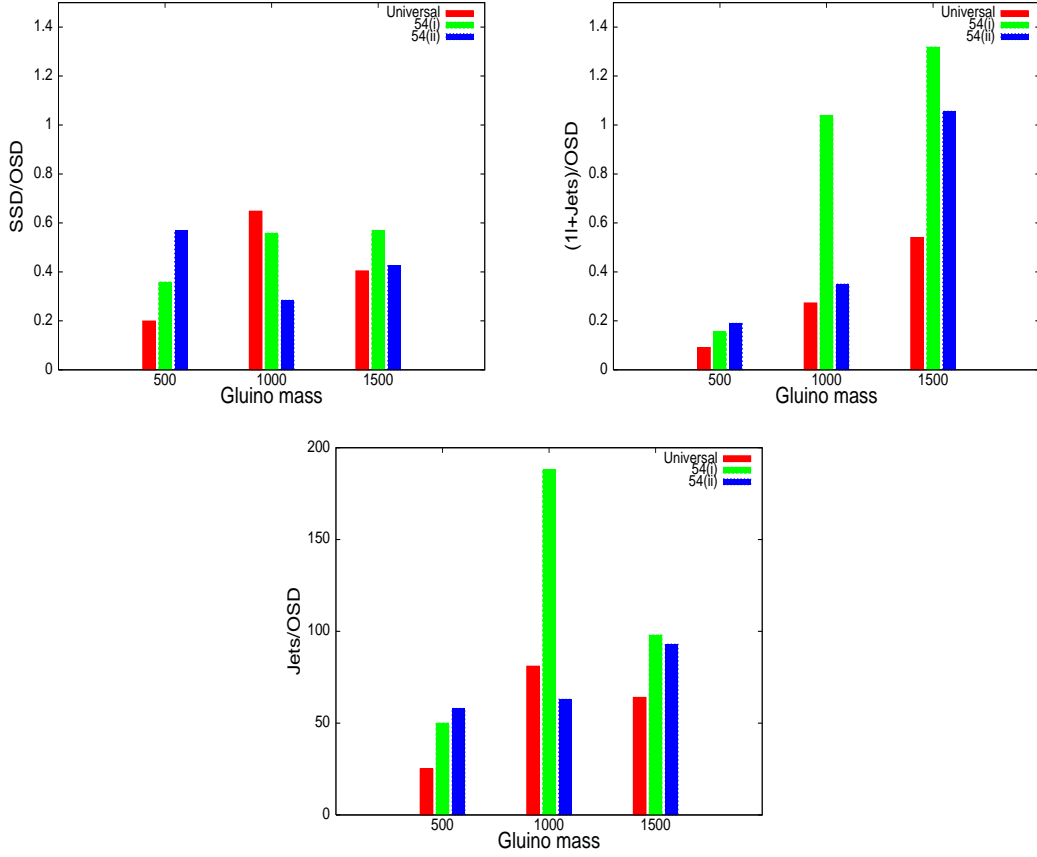 SSD/OSD
1.4
1.2
1
0.8
0.6
0.4
0.2
0
500
1000
1500
Gluino mass
Universal
54(i)
54(ii)
(1l+Jets)/OSD
1.4
1.2
1
0.8
0.6
0.4
0.2
0
500
1000
1500
Gluino mass
Universal
54(i)
54(ii)
Jets/OSD
200
150
100
50
0
500
1000
1500
Gluino mass
Universal
54(i)
54(ii)